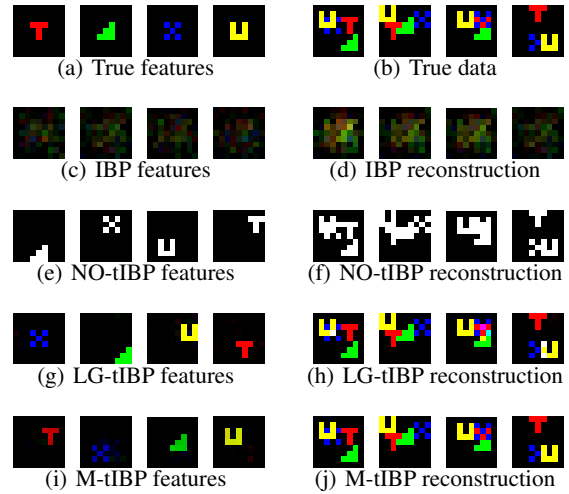 (a) True features
(b) True data
(c) IBP features
(d) IBP reconstruction
(e) NO-tIBP features
(f) NO-tIBP reconstruction
(g) LG-tIBP features
(h) LG-tIBP reconstruction
(i) M-tIBP features
(j) M-tIBP reconstruction